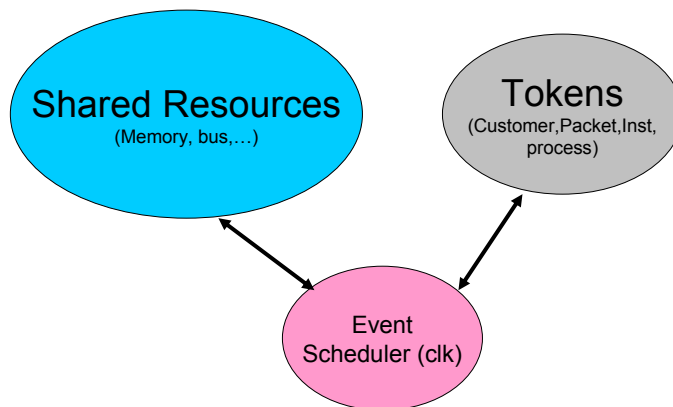 Shared Resources
(Memory, bus,…)
Tokens
(Customer,Packet,Inst,
process)
Event
Scheduler (clk)